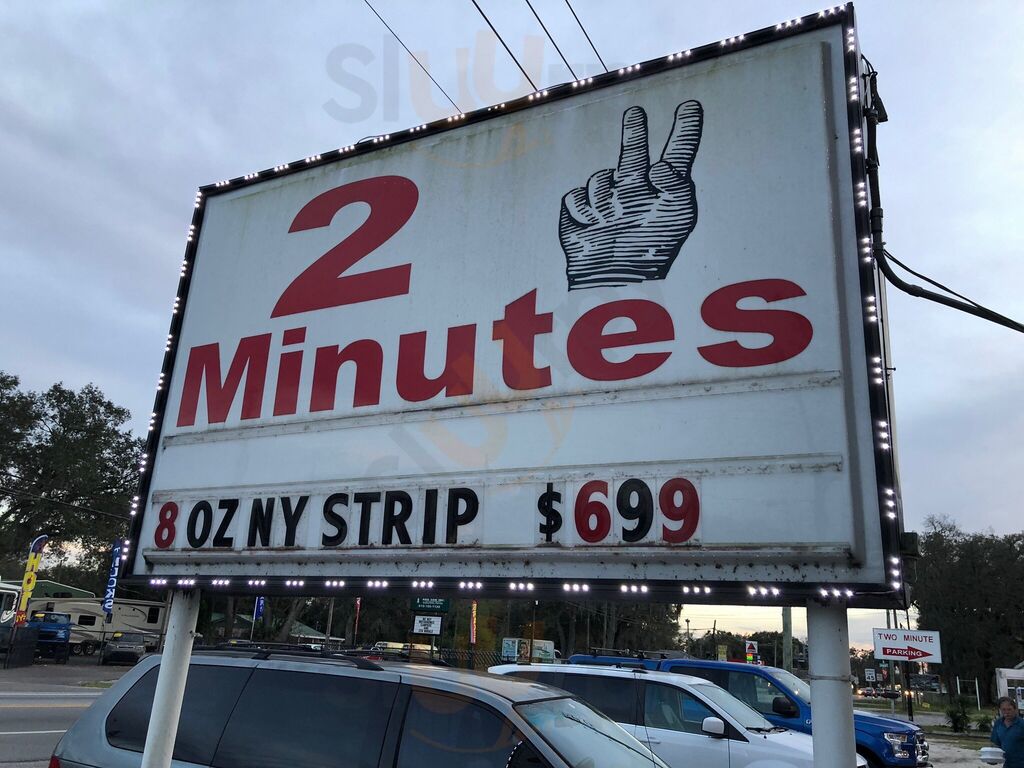 2
Minutes
8 OZ NY STRIP $699
TWO MINUTE
PARKING